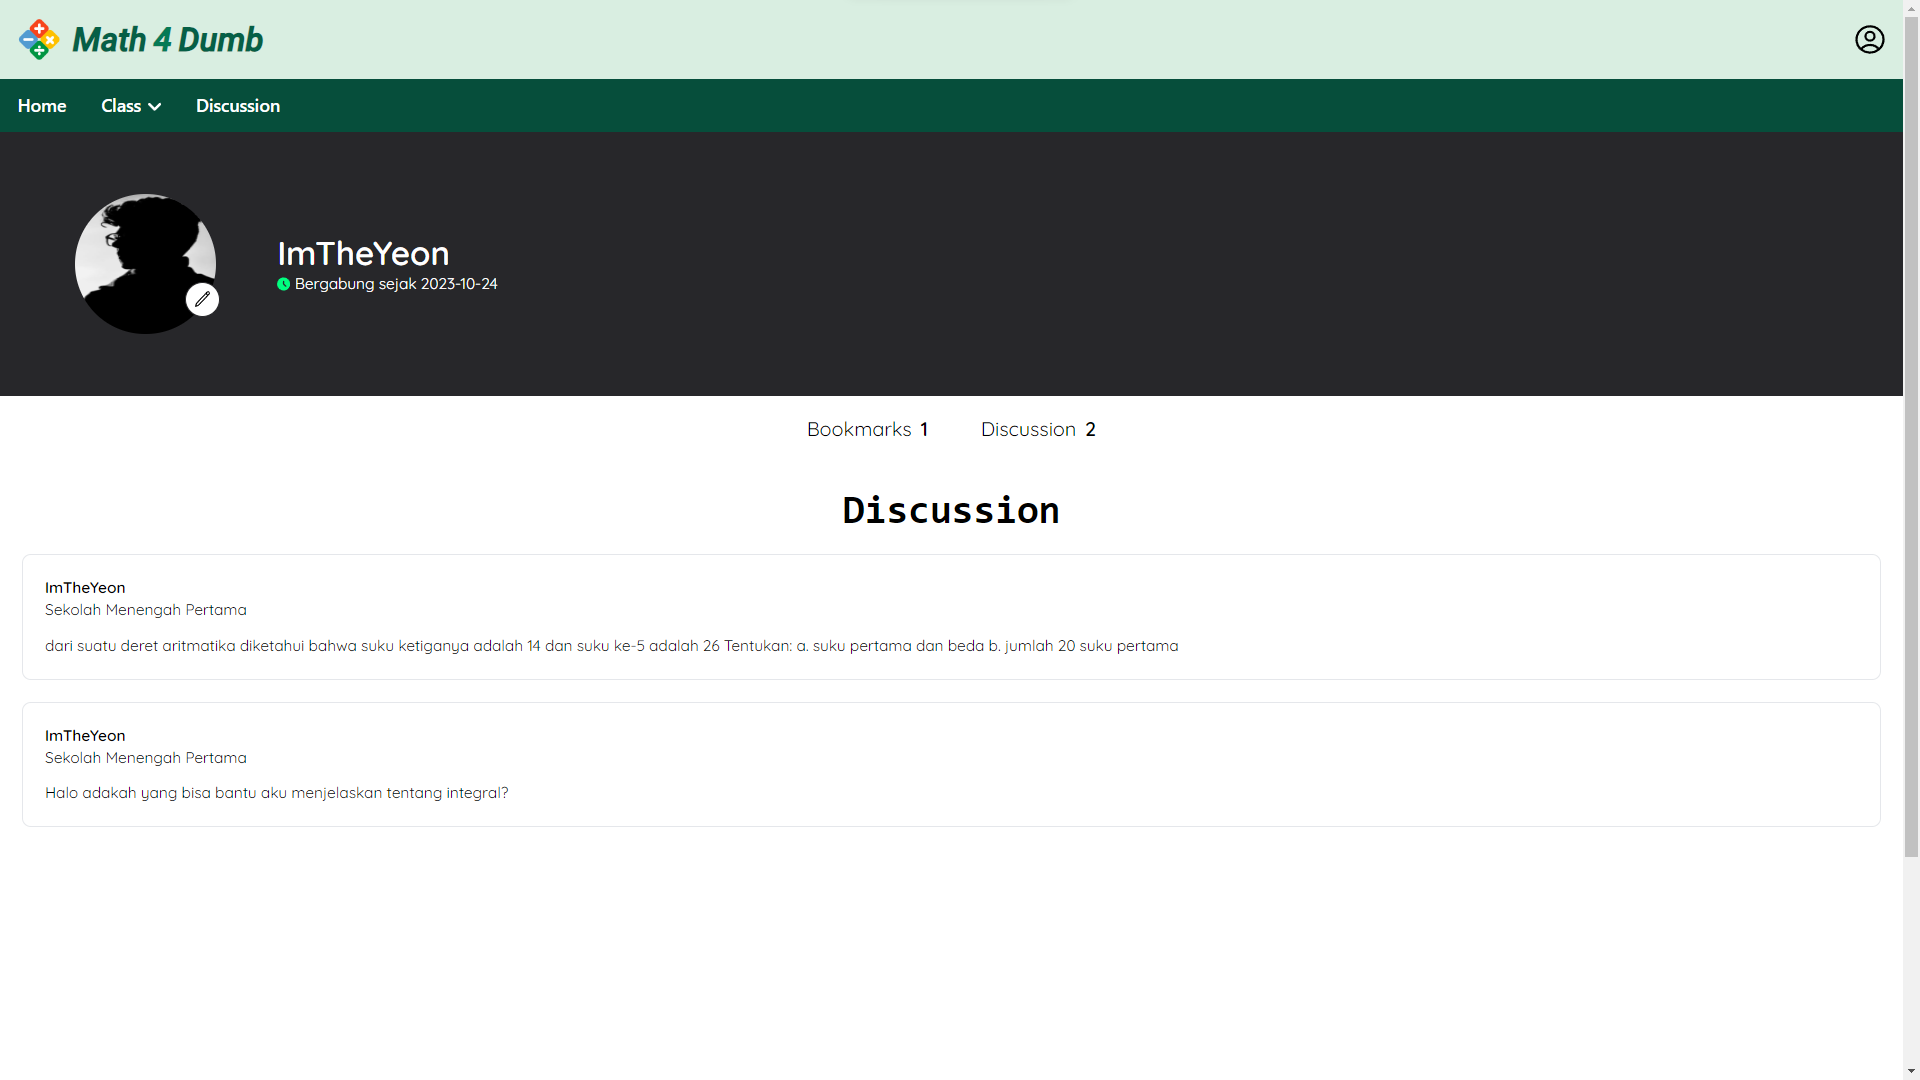 Math 4 Dumb
Home Class Discussion
ImTheYeon
Bergabung sejak 2023-10-24
Bookmarks 1 Discussion 2
Discussion
ImTheYeon
Sekolah Menengah Pertama
dari suatu deret aritmatika diketahui bahwa suku ketiganya adalah 14 dan suku ke-5 adalah 26 Tentukan: a. suku pertama dan beda b. jumlah 20 suku pertama
ImTheYeon
Sekolah Menengah Pertama
Halo adakah yang bisa bantu aku menjelaskan tentang integral?